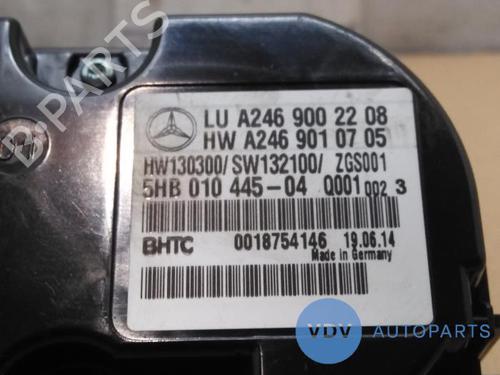 B-PARTS
LU A246 900 22 08
HW A246 901 07 05
HW130300/ SW132100/ ZGS001
5HB 010 445-04 Q001 002 3
BHTC 0018754146 19.06.14
Made in Germany
VDV AUTOPARTS